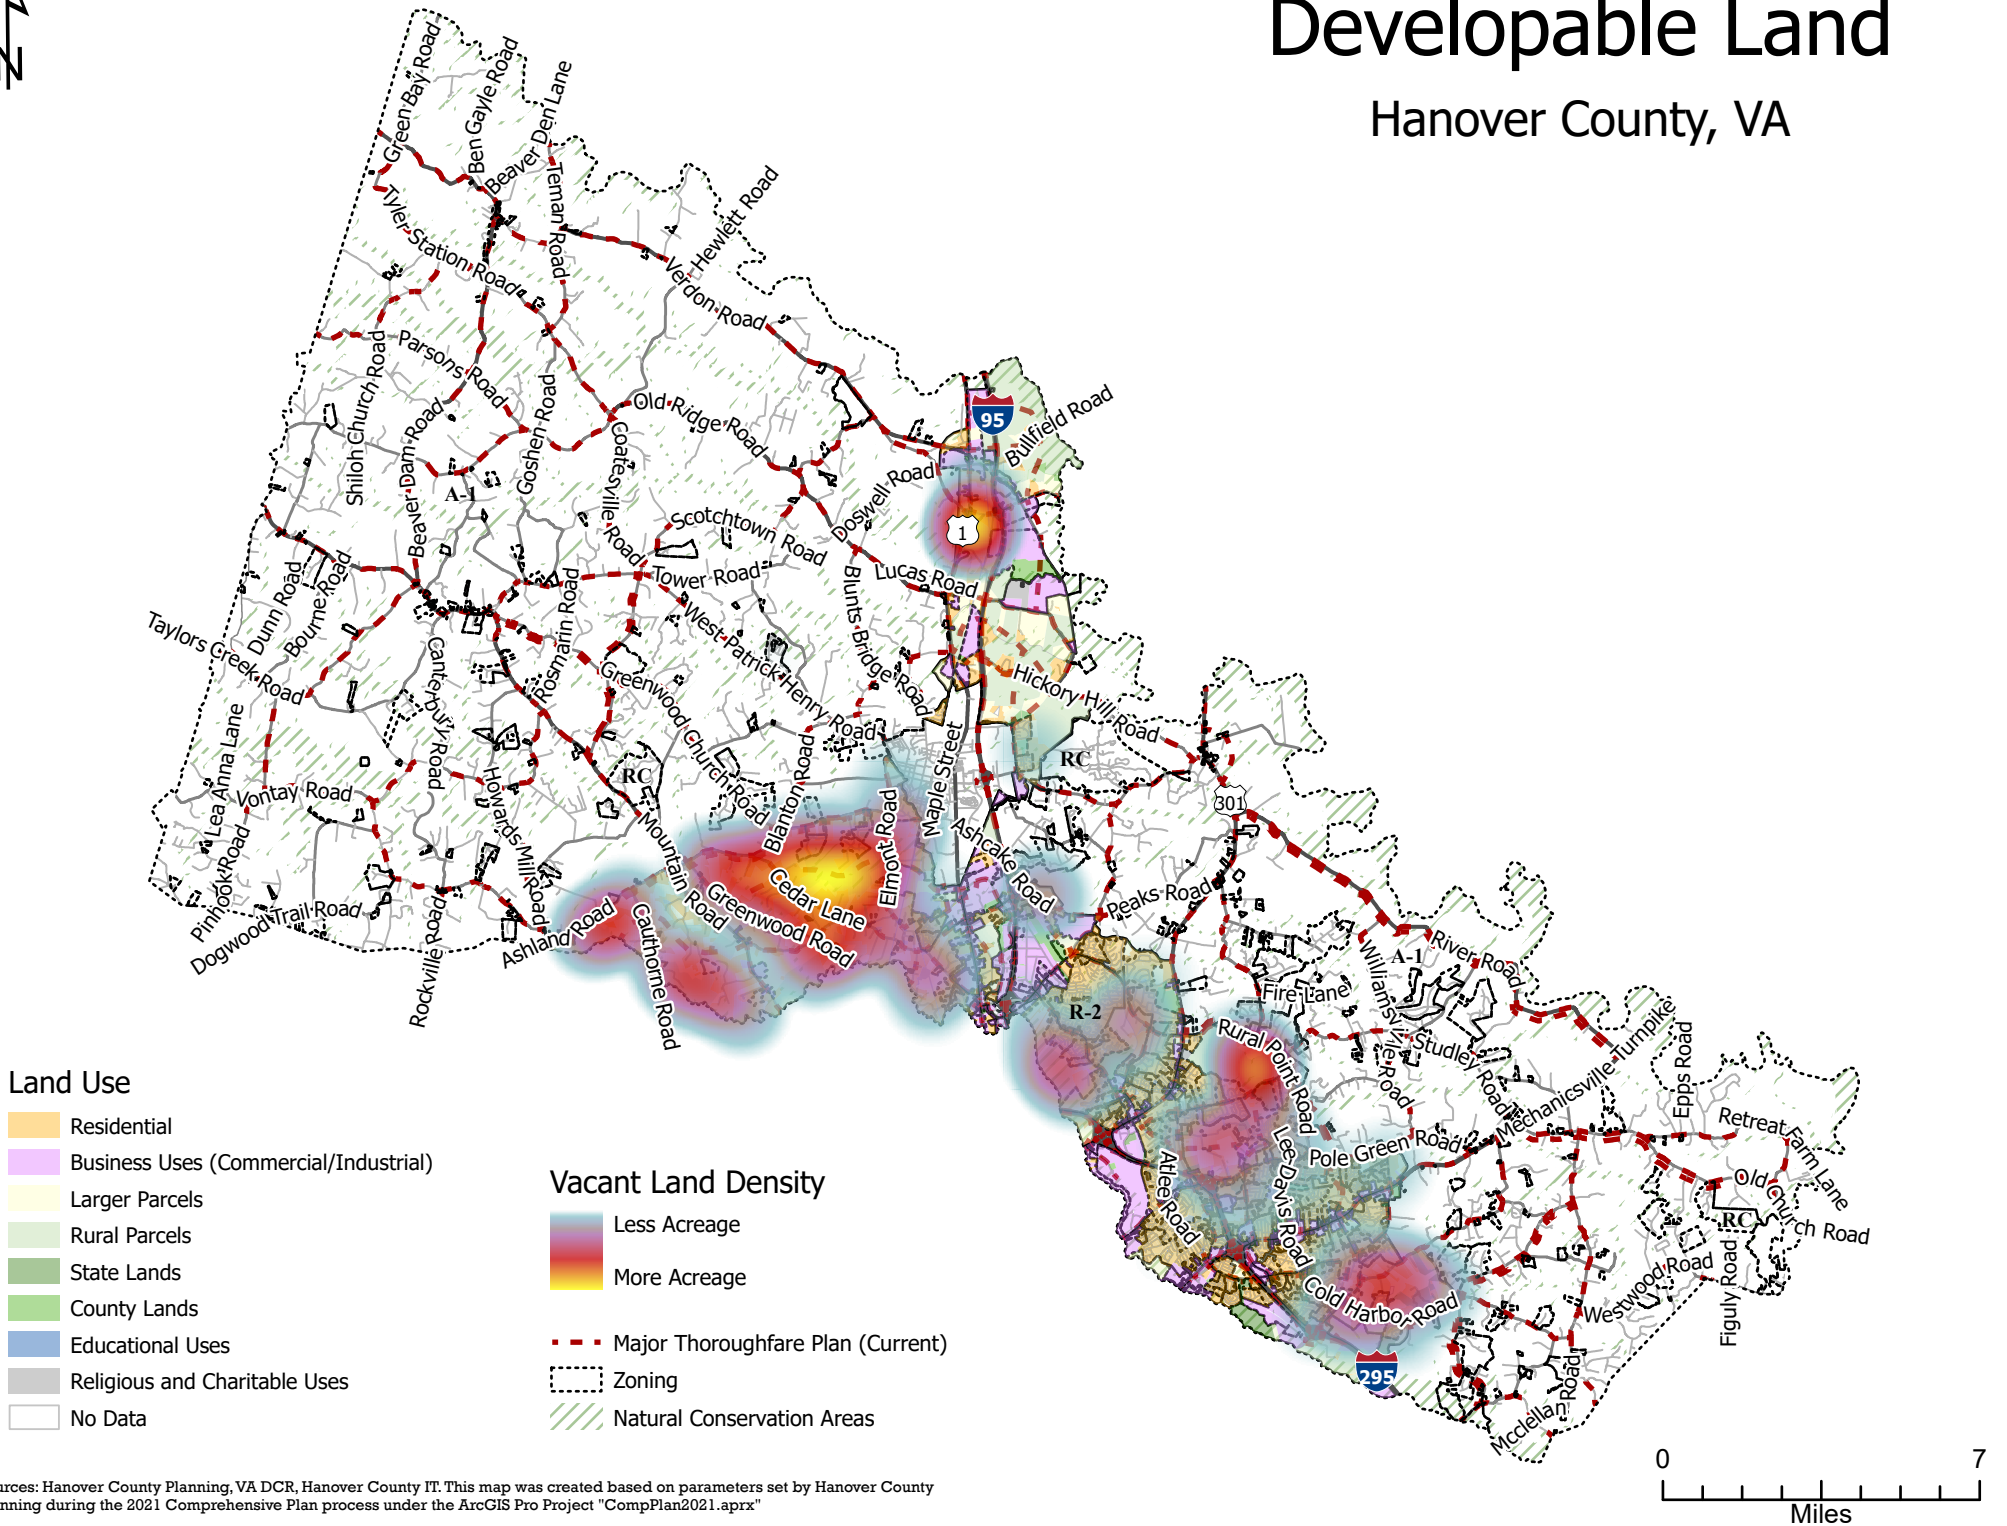 Developable Land
Hanover County, VA
Green Bay Road
Ben Gayle Road
Beaver Den Lane
Teman Road
Hewlett Road
Tyler Station Road
Verdon Road
Parsons Road
Shiloh Church Road
Old Ridge Road
Goshen Road
Coatesville Road
Beaver Dam Road
A-1
95
Bullfield Road
Doswell Road
Scotchtown Road
1
Lucas Road
Tower Road
Dunn Road
Bourne Road
Blunts Bridge Road
Rosmarin Road
West Patrick Henry Road
Taylors Creek Road
Canterbury Road
Greenwood Church Road
Hickory Hill Road
RC
RC
Lea Anna Lane
Vontay Road
Howards Mill Road
Blanton Road
Maple Street
301
Elmont Road
Mountain Road
Ashcake Road
Pinhook Road
Dogwood Trail Road
Rockville Road
Ashland Road
Cauthorne Road
Cedar Lane
Greenwood Road
Peaks Road
River Road
A-1
Williamsville Road
Fire Lane
R-2
Rural Point Road
Studley Road
Mechanicsville Turnpike
Epps Road
Retreat Farm Lane
Lee Davis Road
Pole Green Road
Old Church Road
RC
Atlee Road
Cold Harbor Road
Westwood Road
Figuly Road
295
Mcclellan Road
Land Use
Residential
Business Uses (Commercial/Industrial)
Larger Parcels
Rural Parcels
State Lands
County Lands
Educational Uses
Religious and Charitable Uses
No Data
Vacant Land Density
Less Acreage
More Acreage
Major Thoroughfare Plan (Current)
Zoning
Natural Conservation Areas
0 7
Miles
urces: Hanover County Planning, VA DCR, Hanover County IT. This map was created based on parameters set by Hanover County
nning during the 2021 Comprehensive Plan process under the ArcGIS Pro Project "CompPlan2021.aprx"